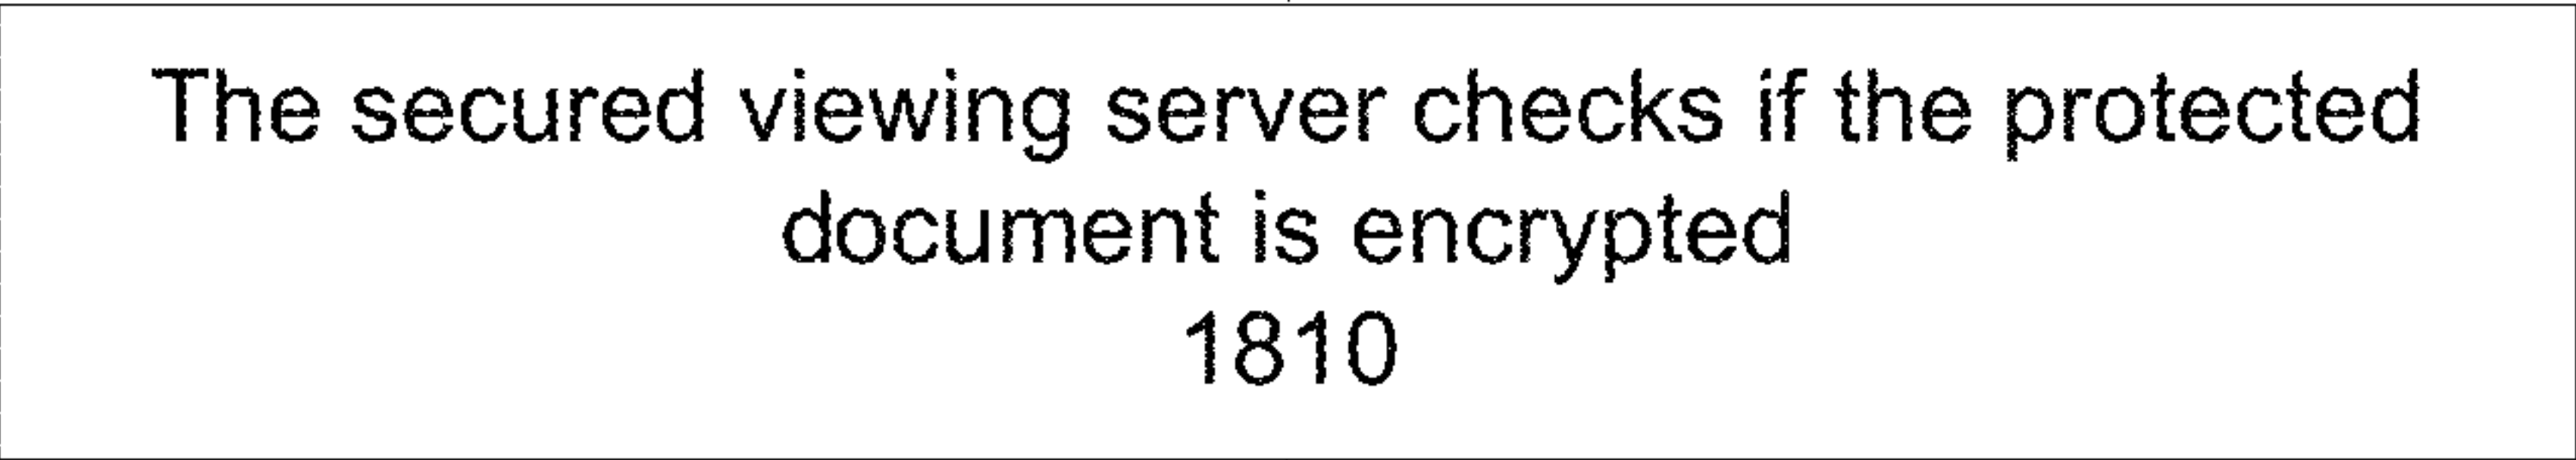 The secured viewing server checks if the protected
document is encrypted
1810